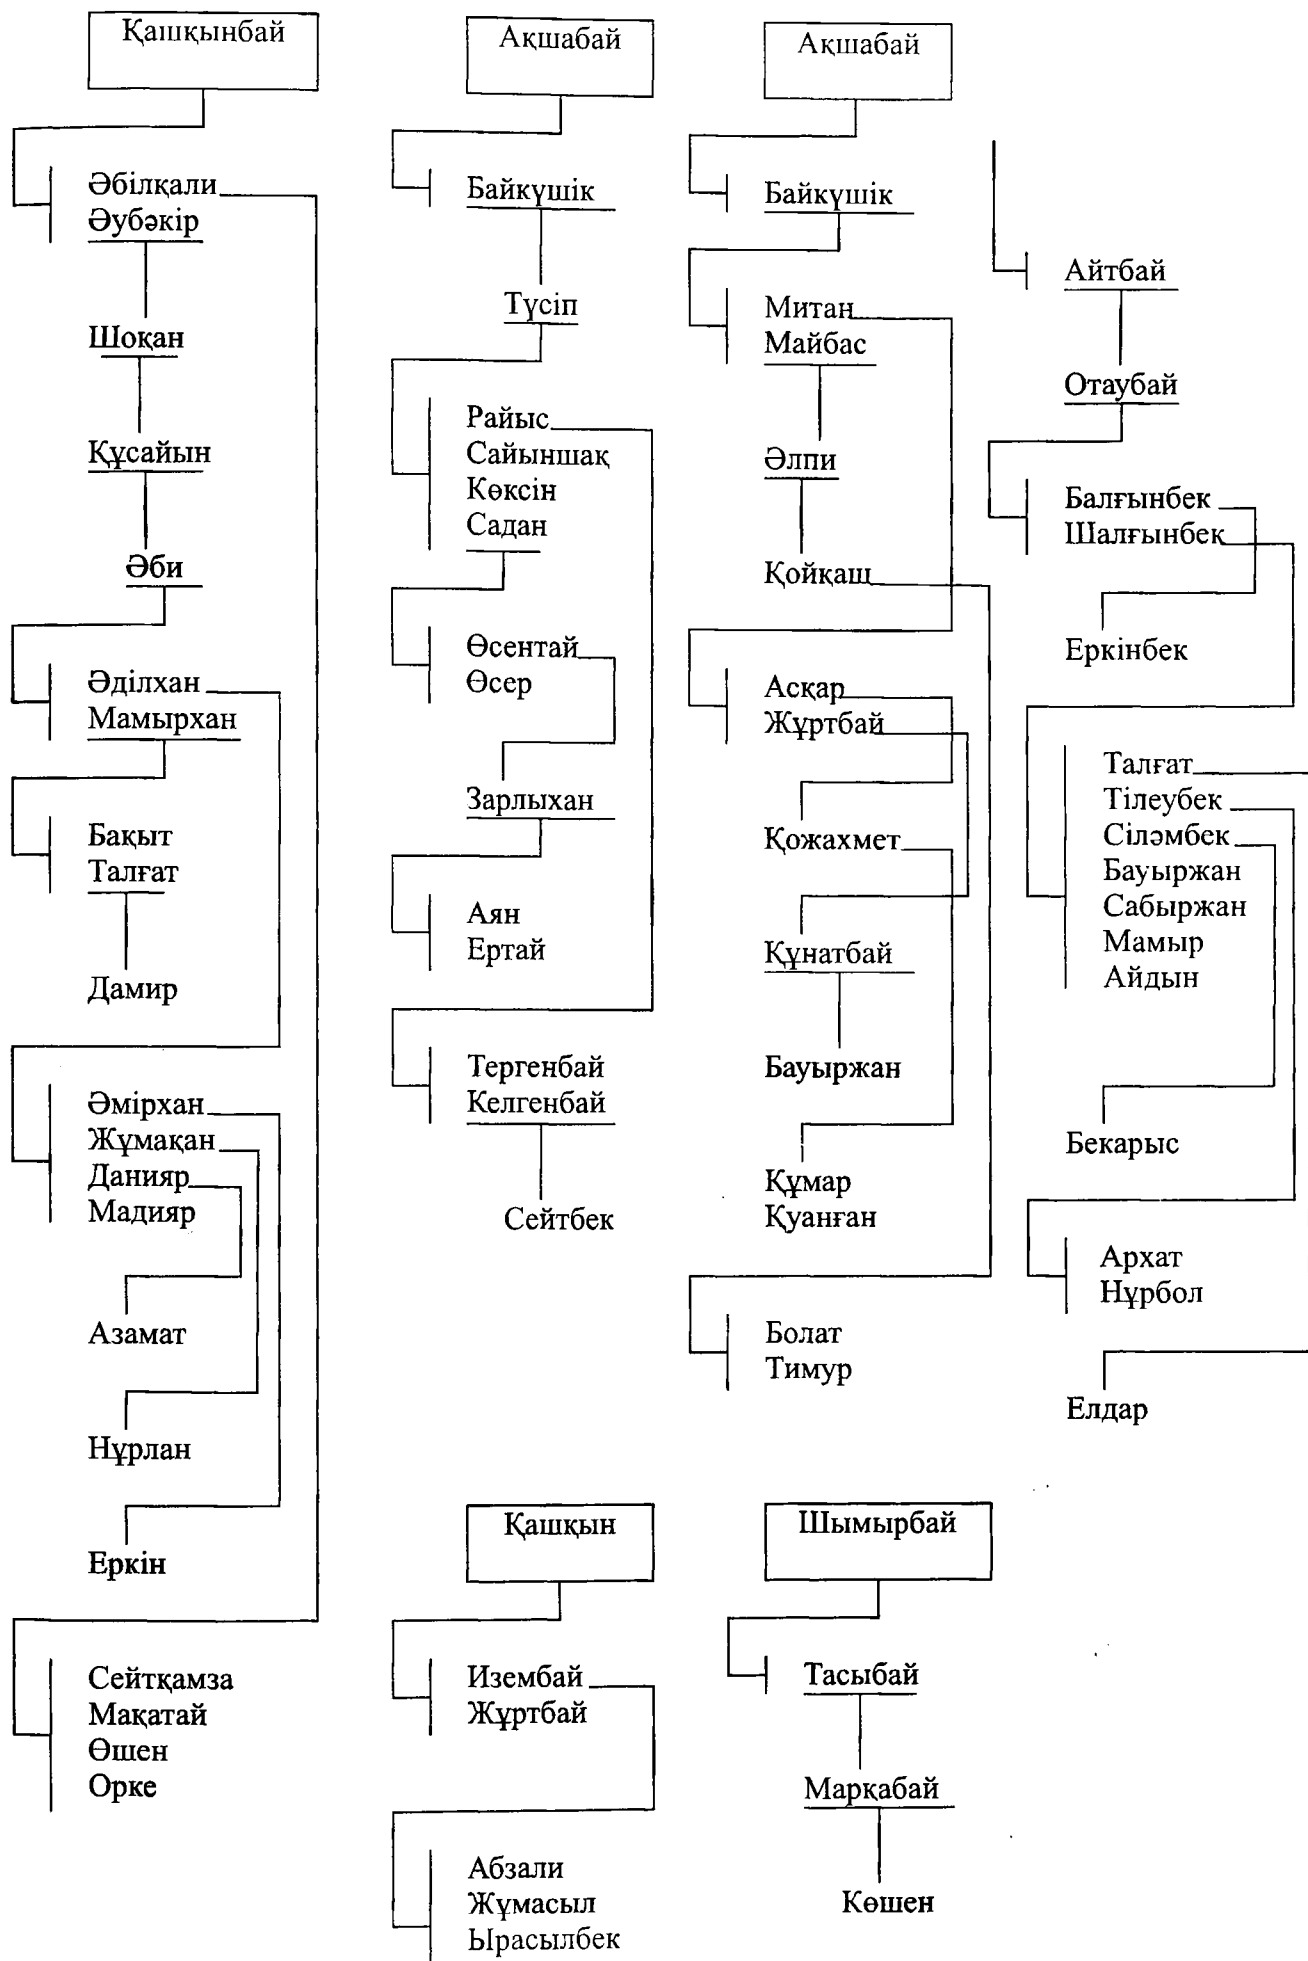 Қашқынбай
Әбілқали
Әубәкір
Шоқан
Құсайын
Әби
Әділхан
Мамырхан
Бақыт
Талғат
Дамир
Әмірхан
Жұмақан
Данияр
Мадияр
Азамат
Нұрлан
Еркін
Сейтқамза
Мақатай
Өшен
Орке
Ақшабай
Байкүшік
Түсіп
Райыс
Сайыншақ
Көксін
Садан
Өсентай
Өсер
Зарлыхан
Аян
Ертай
Тергенбай
Келгенбай
Сейтбек
Қашқын
Изембай
Жұртбай
Абзали
Жұмасыл
Ырасылбек
Ақшабай
Байкүшік
Митан
Майбас
Әлпи
Қойқаш
Асқар
Жұртбай
Қожахмет
Құнатбай
Бауыржан
Құмар
Қуанған
Болат
Тимур
Шымырбай
Тасыбай
Марқабай
Көшен
Айтбай
Отаубай
Балғынбек
Шалғынбек
Еркінбек
Талғат
Тілеубек
Сіләмбек
Бауыржан
Сабыржан
Мамыр
Айдын
Бекарыс
Архат
Нұрбол
Елдар